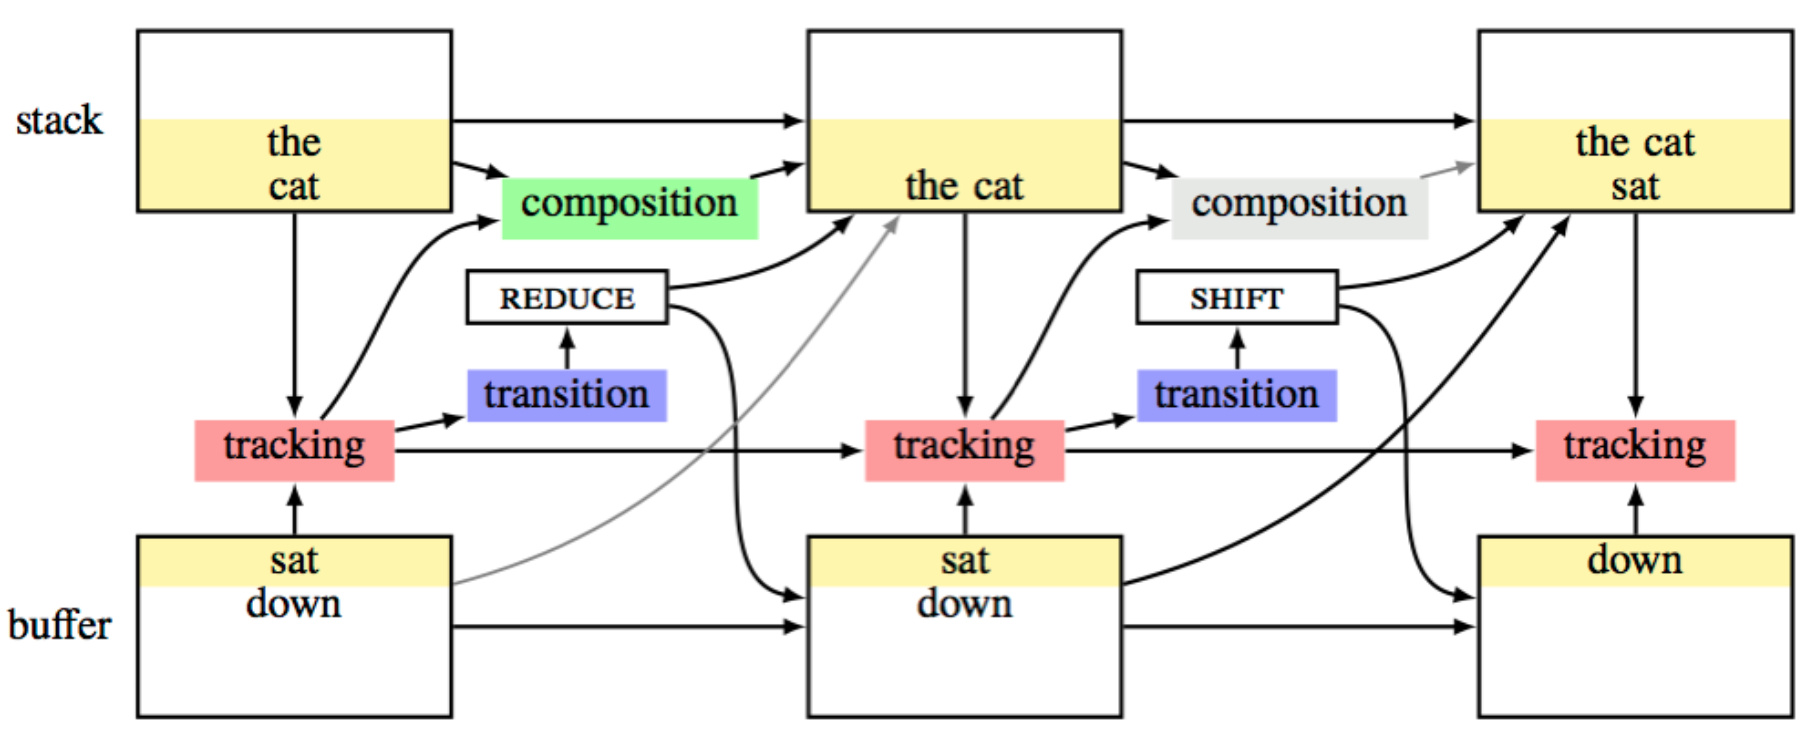 stack
the
cat
composition
the cat
composition
the cat
sat
REDUCE
SHIFT
transition
transition
tracking
tracking
tracking
buffer
sat
down
sat
down
down